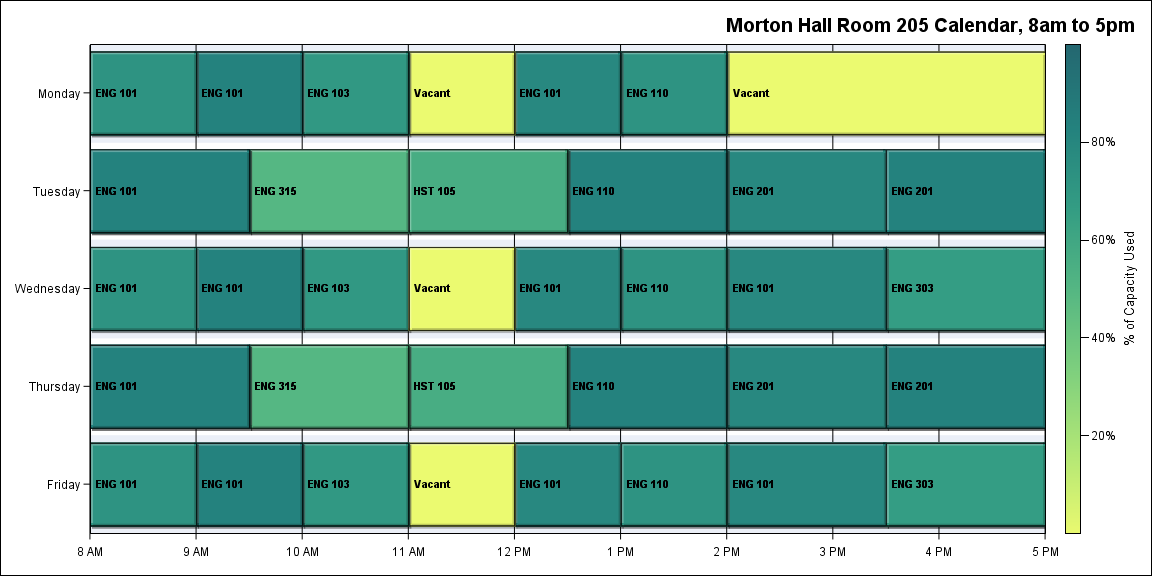 Morton Hall Room 205 Calendar, 8am to 5pm
Monday
ENG 101
ENG 101
ENG 103
Vacant
ENG 101
ENG 110
Vacant
Tuesday
ENG 101
ENG 315
HST 105
ENG 110
ENG 201
ENG 201
Wednesday
ENG 101
ENG 101
ENG 103
Vacant
ENG 101
ENG 110
ENG 101
ENG 303
Thursday
ENG 101
ENG 315
HST 105
ENG 110
ENG 201
ENG 201
Friday
ENG 101
ENG 101
ENG 103
Vacant
ENG 101
ENG 110
ENG 101
ENG 303
8 AM
9 AM
10 AM
11 AM
12 PM
1 PM
2 PM
3 PM
4 PM
5 PM
80%
60%
40%
20%
% of Capacity Used